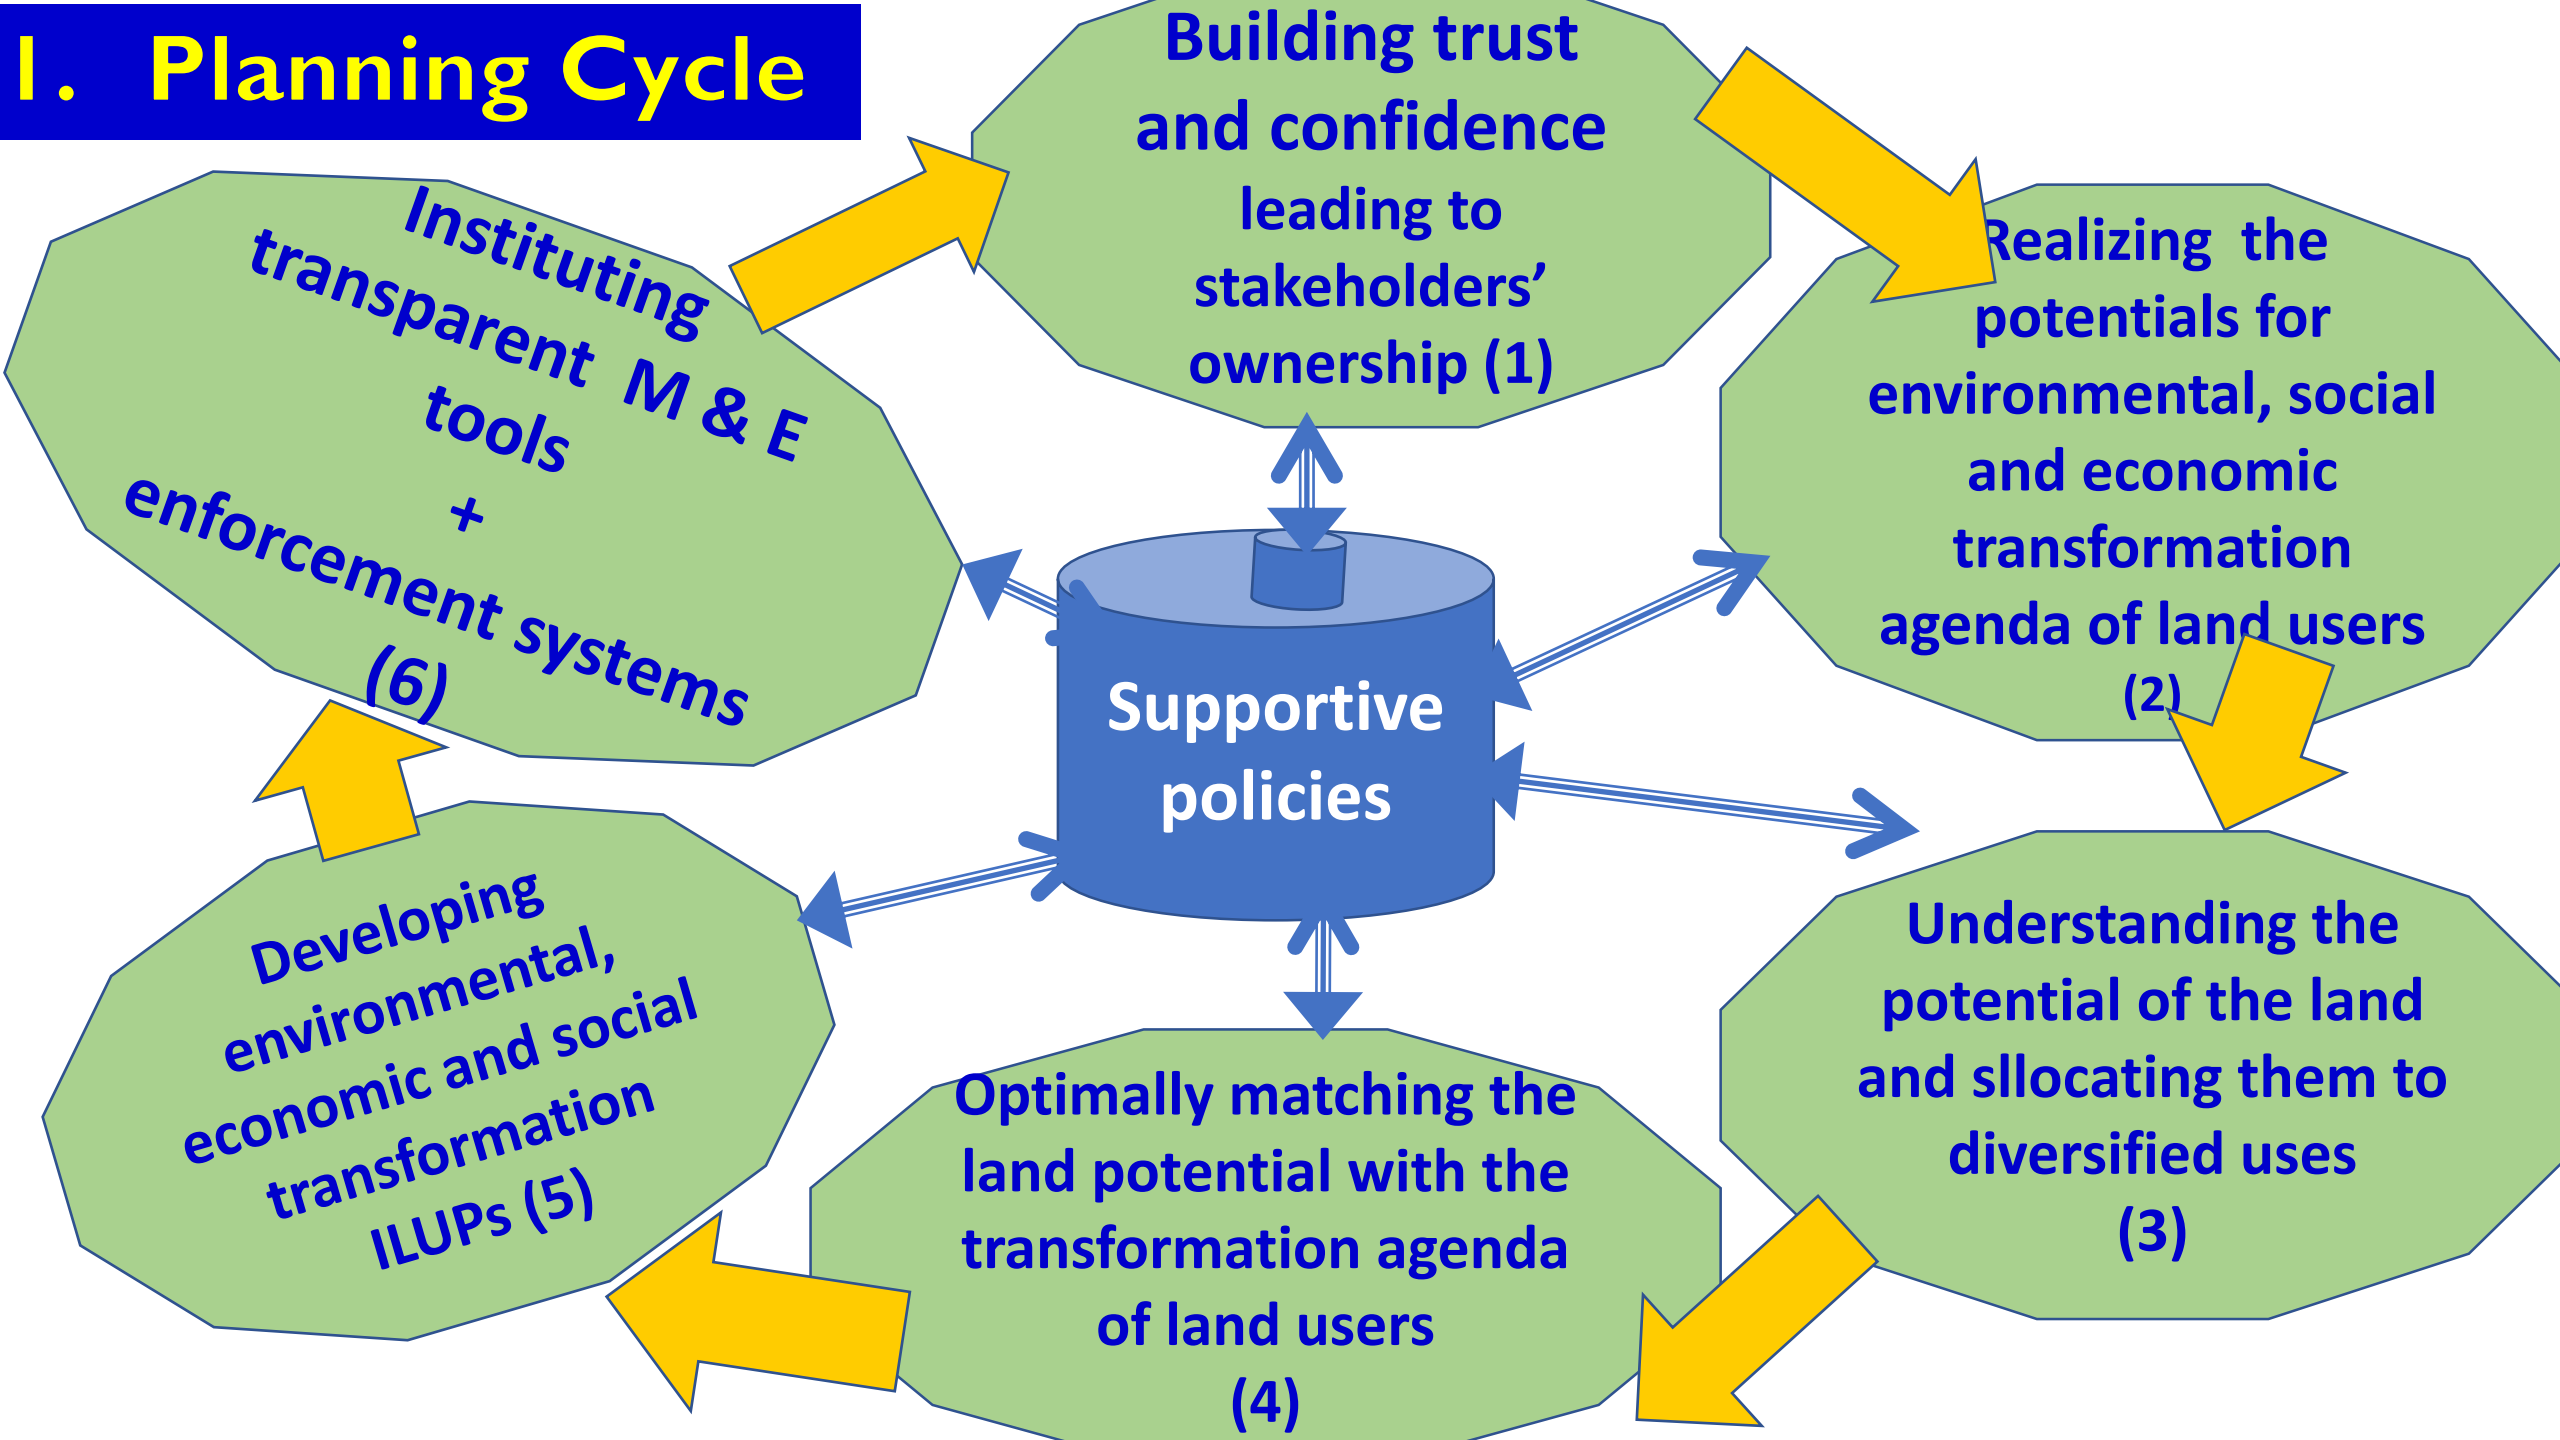 1. Planning Cycle
Building trust
and confidence
leading to
stakeholders’
ownership (1)
Realizing the
potentials for
environmental, social
and economic
transformation
agenda of land users
(2)
Understanding the
potential of the land
and sllocating them to
diversified uses
(3)
Optimally matching the
land potential with the
transformation agenda
of land users
(4)
Developing
environmental,
economic and social
transformation
ILUPs (5)
Instituting
transparent M & E
tools
+
enforcement systems
(6)
Supportive
policies